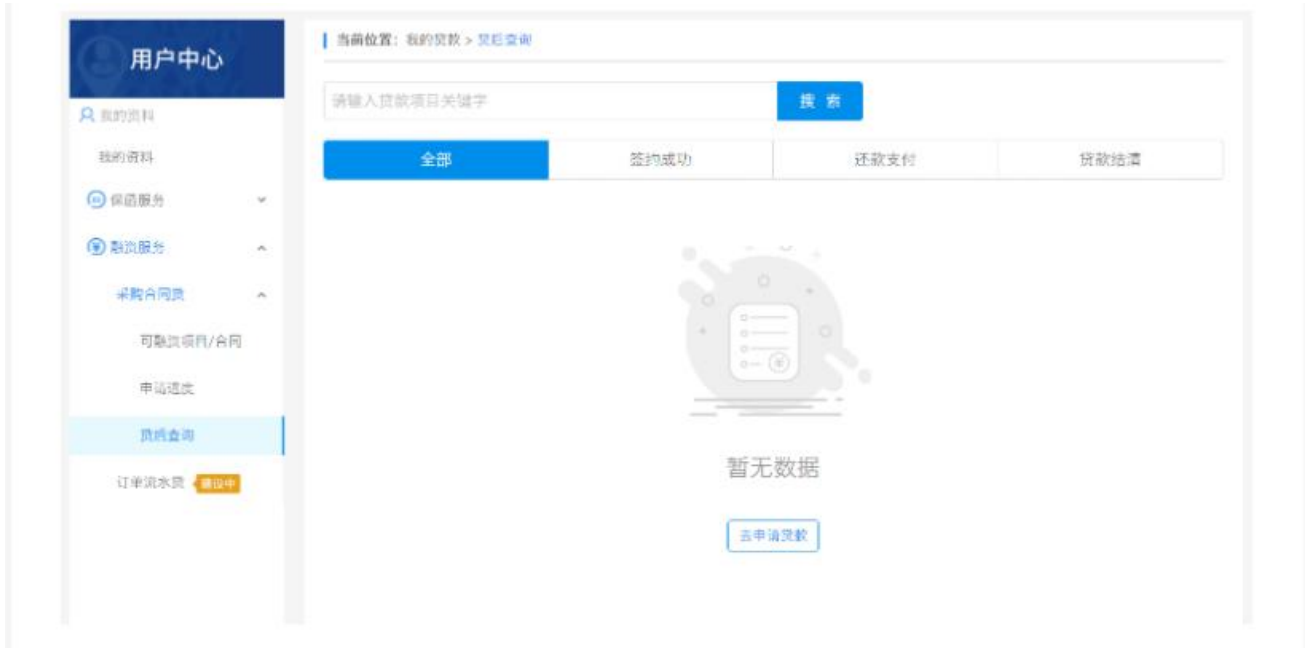 用户中心
当前位置：我的贷款 > 贷后查询
请输入贷款项目关键字
搜 索
我的资料
我的资料
全部
签约成功
还款支付
贷款结清
保函服务
融资服务
采购合同贷
可融资项目/合同
申请进度
贷后查询
订单流水贷
建设中
暂无数据
去申请贷款